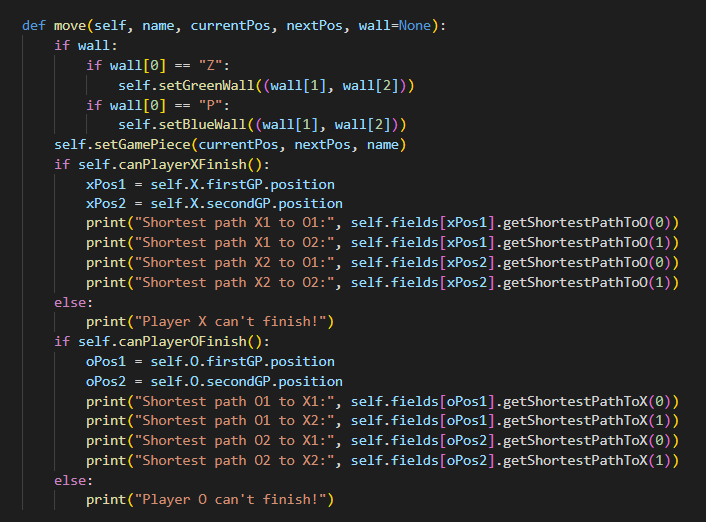 def move(self, name, currentPos, nextPos, wall=None):
    if wall:
        if wall[0] == "Z":
            self.setGreenWall((wall[1], wall[2]))
        if wall[0] == "P":
            self.setBlueWall((wall[1], wall[2]))
    self.setGamePiece(currentPos, nextPos, name)
    if self.canPlayerXFinish():
        xPos1 = self.X.firstGP.position
        xPos2 = self.X.secondGP.position
        print("Shortest path X1 to O1:", self.fields[xPos1].getShortestPathToO(0))
        print("Shortest path X1 to O2:", self.fields[xPos1].getShortestPathToO(1))
        print("Shortest path X2 to O1:", self.fields[xPos2].getShortestPathToO(0))
        print("Shortest path X2 to O2:", self.fields[xPos2].getShortestPathToO(1))
    else:
        print("Player X can't finish!")
    if self.canPlayerOFinish():
        oPos1 = self.O.firstGP.position
        oPos2 = self.O.secondGP.position
        print("Shortest path O1 to X1:", self.fields[oPos1].getShortestPathToX(0))
        print("Shortest path O1 to X2:", self.fields[oPos1].getShortestPathToX(1))
        print("Shortest path O2 to X1:", self.fields[oPos2].getShortestPathToX(0))
        print("Shortest path O2 to X2:", self.fields[oPos2].getShortestPathToX(1))
    else:
        print("Player O can't finish!")